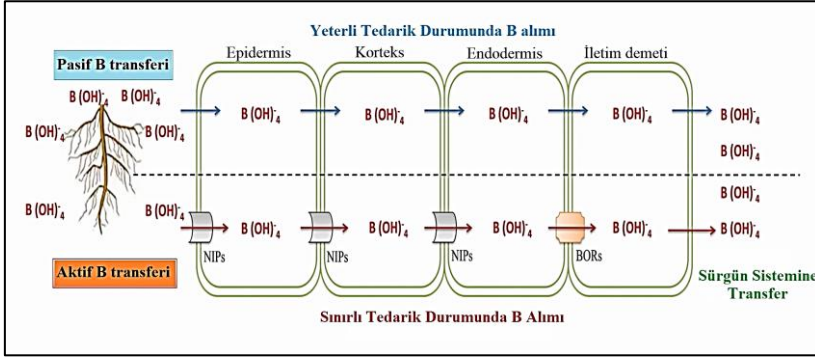 Yeterli Tedarik Durumunda B alımı
Pasif B transferi
Epidermis
Korteks
Endodermis
İletim demeti
B(OH)⁻₄ B(OH)⁻₄
B(OH)⁻₄ B(OH)⁻₄ B(OH)⁻₄ B(OH)⁻₄ B(OH)⁻₄ B(OH)⁻₄ B(OH)⁻₄
B(OH)⁻₄
B(OH)⁻₄
B(OH)⁻₄ B(OH)⁻₄ B(OH)⁻₄ B(OH)⁻₄ B(OH)⁻₄ B(OH)⁻₄ B(OH)⁻₄
NIPs
NIPs
NIPs
BORs
Aktif B transferi
Sürgün Sistemine
Transfer
Sınırlı Tedarik Durumunda B Alımı